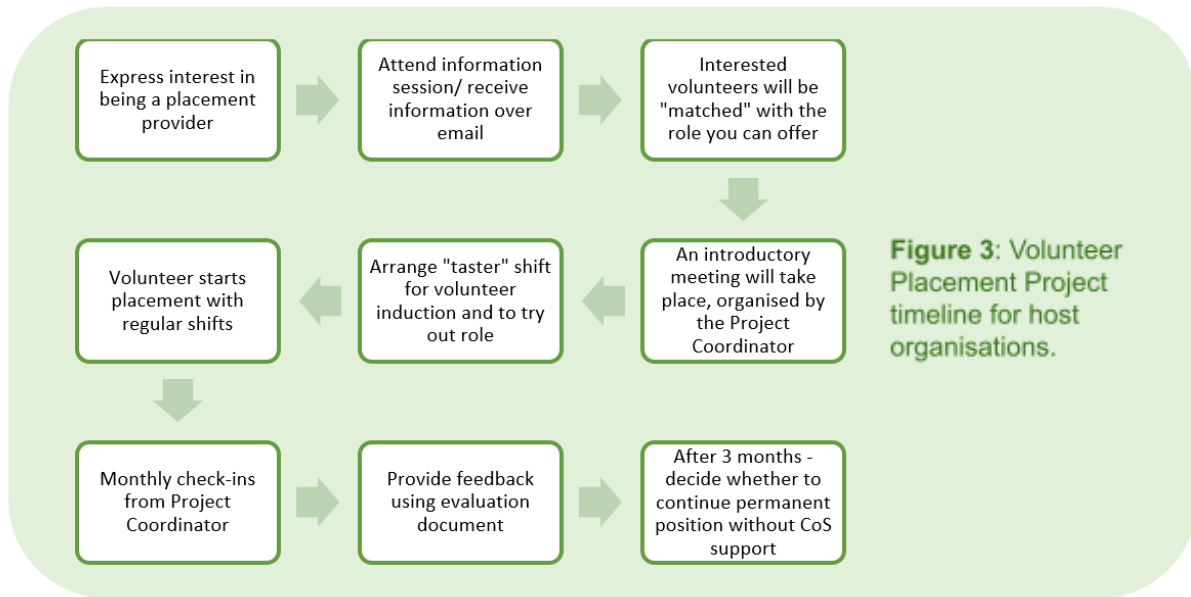 Express interest in
being a placement
provider
Attend information
session/ receive
information over
email
Interested
volunteers will be
"matched" with the
role you can offer
An introductory
meeting will take
place, organised by
the Project
Coordinator
Arrange "taster" shift
for volunteer
induction and to try
out role
Volunteer starts
placement with
regular shifts
Monthly check-ins
from Project
Coordinator
Provide feedback
using evaluation
document
After 3 months -
decide whether to
continue permanent
position without CoS
support
Figure 3: Volunteer
Placement Project
timeline for host
organisations.